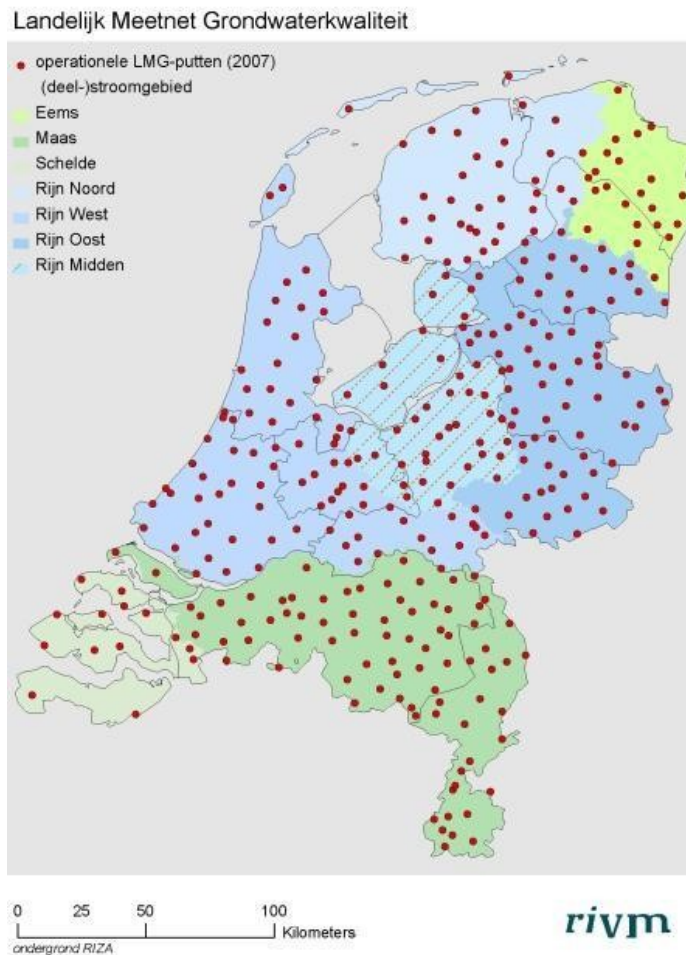 Landelijk Meetnet Grondwaterkwaliteit
operationele LMG-putten (2007)
(deel-)stroomgebied
Eems
Maas
Schelde
Rijn Noord
Rijn West
Rijn Oost
Rijn Midden
0 25 50 100
Kilometers
ondergrond RIZA
rivm